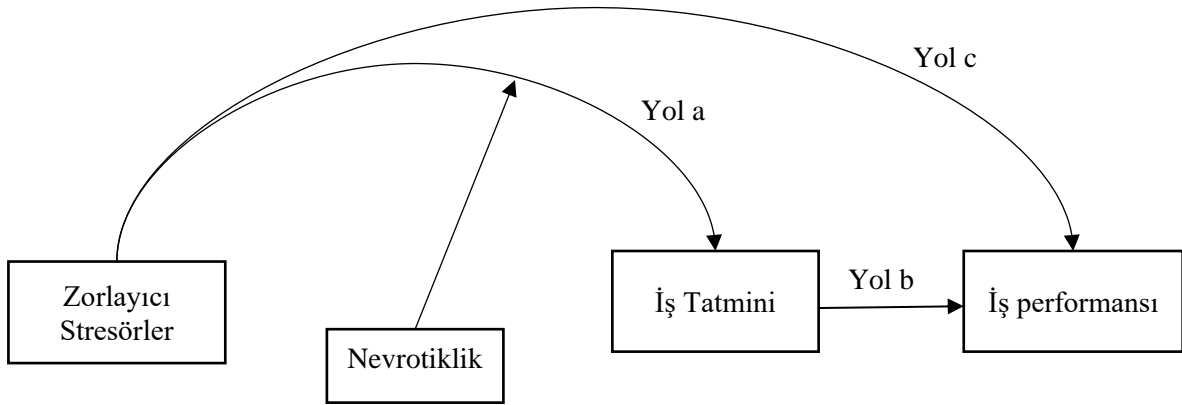 Yol c
Yol a
Zorlayıcı
Stresörler
Nevrotiklik
İş Tatmini
Yol b
İş performansı